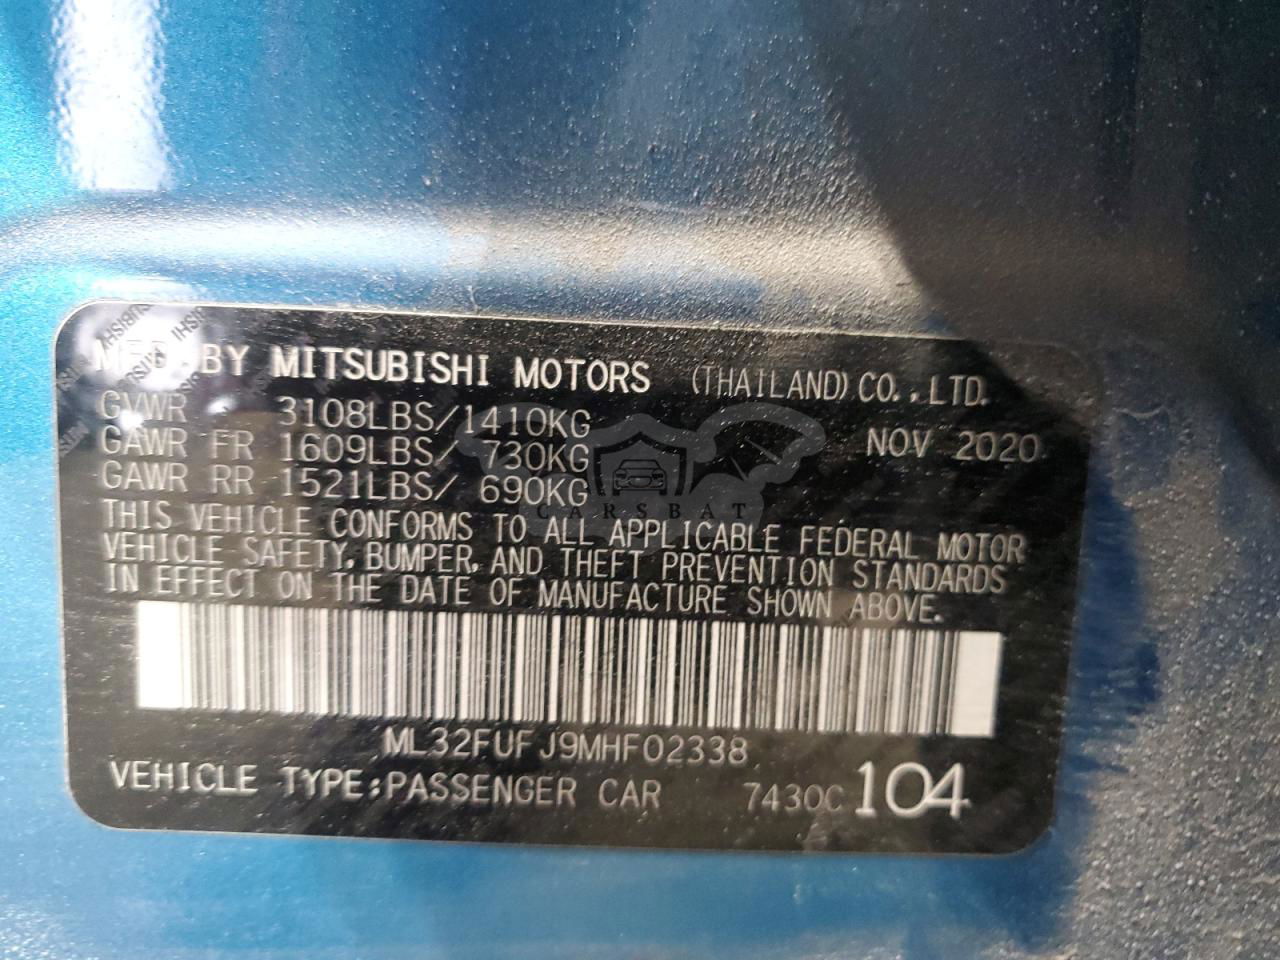 MFD. BY MITSUBISHI MOTORS (THAILAND) CO., LTD.
GVWR 3108LBS/1410KG NOV 2020
GAWR FR 1609LBS/ 730KG
GAWR RR 1521LBS/ 690KG
CARSBAT
THIS VEHICLE CONFORMS TO ALL APPLICABLE FEDERAL MOTOR
VEHICLE SAFETY, BUMPER, AND THEFT PREVENTION STANDARDS
IN EFFECT ON THE DATE OF MANUFACTURE SHOWN ABOVE.
ML32FUFJ9MHF02338
VEHICLE TYPE:PASSENGER CAR 7430C 104